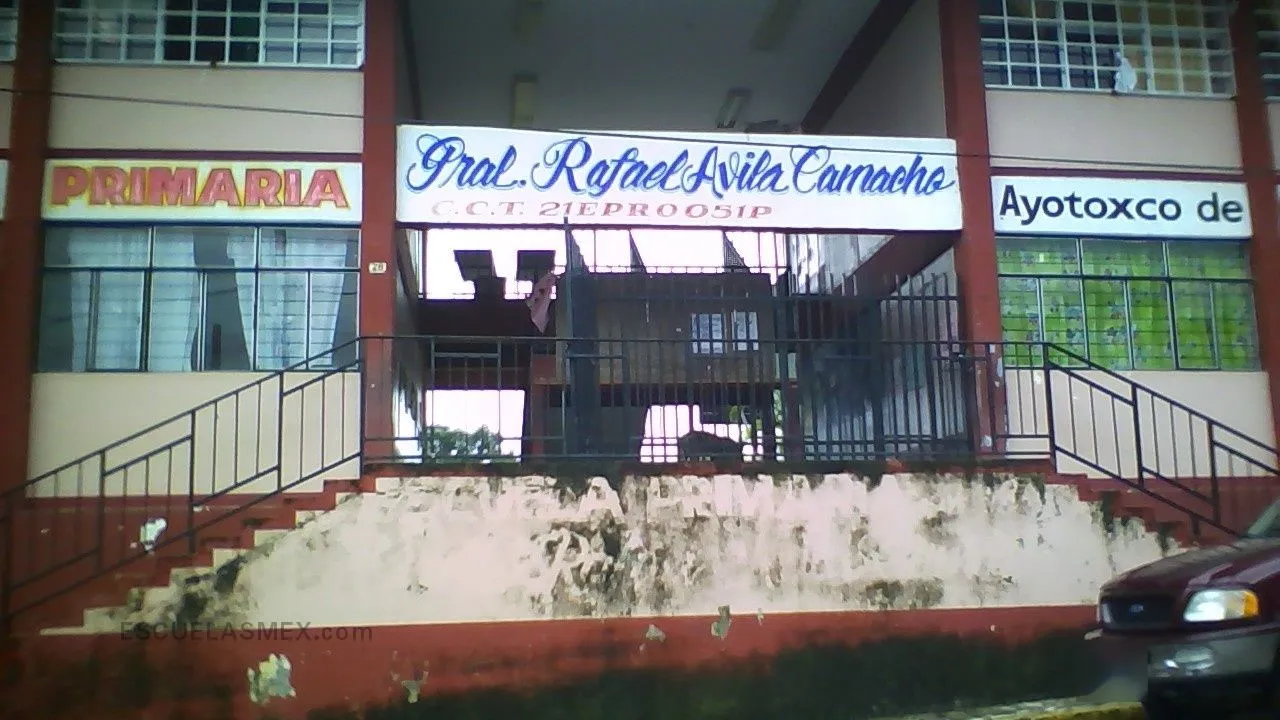 PRIMARIA
Gral. Rafael Avila Camacho
C.C.T. 21EPR0051P
Ayotoxco de
28
ESCUELASMEX.com